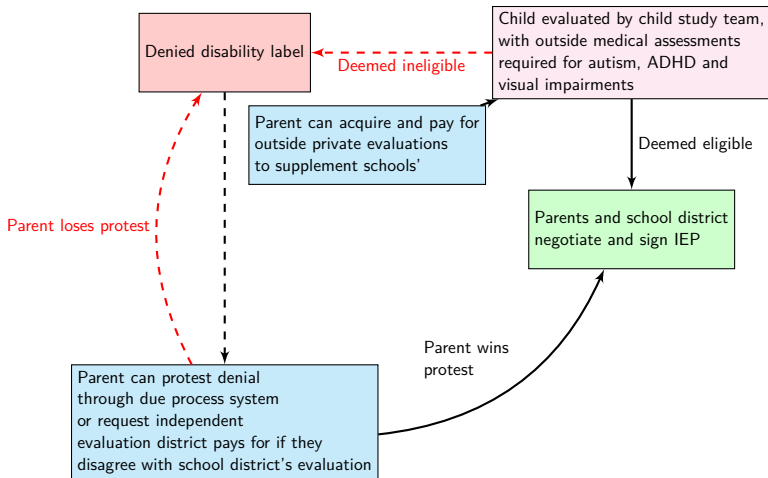 Denied disability label
Deemed ineligible
Child evaluated by child study team,
with outside medical assessments
required for autism, ADHD and
visual impairments
Parent can acquire and pay for
outside private evaluations
to supplement schools'
Deemed eligible
Parents and school district
negotiate and sign IEP
Parent loses protest
Parent wins
protest
Parent can protest denial
through due process system
or request independent
evaluation district pays for if they
disagree with school district's evaluation